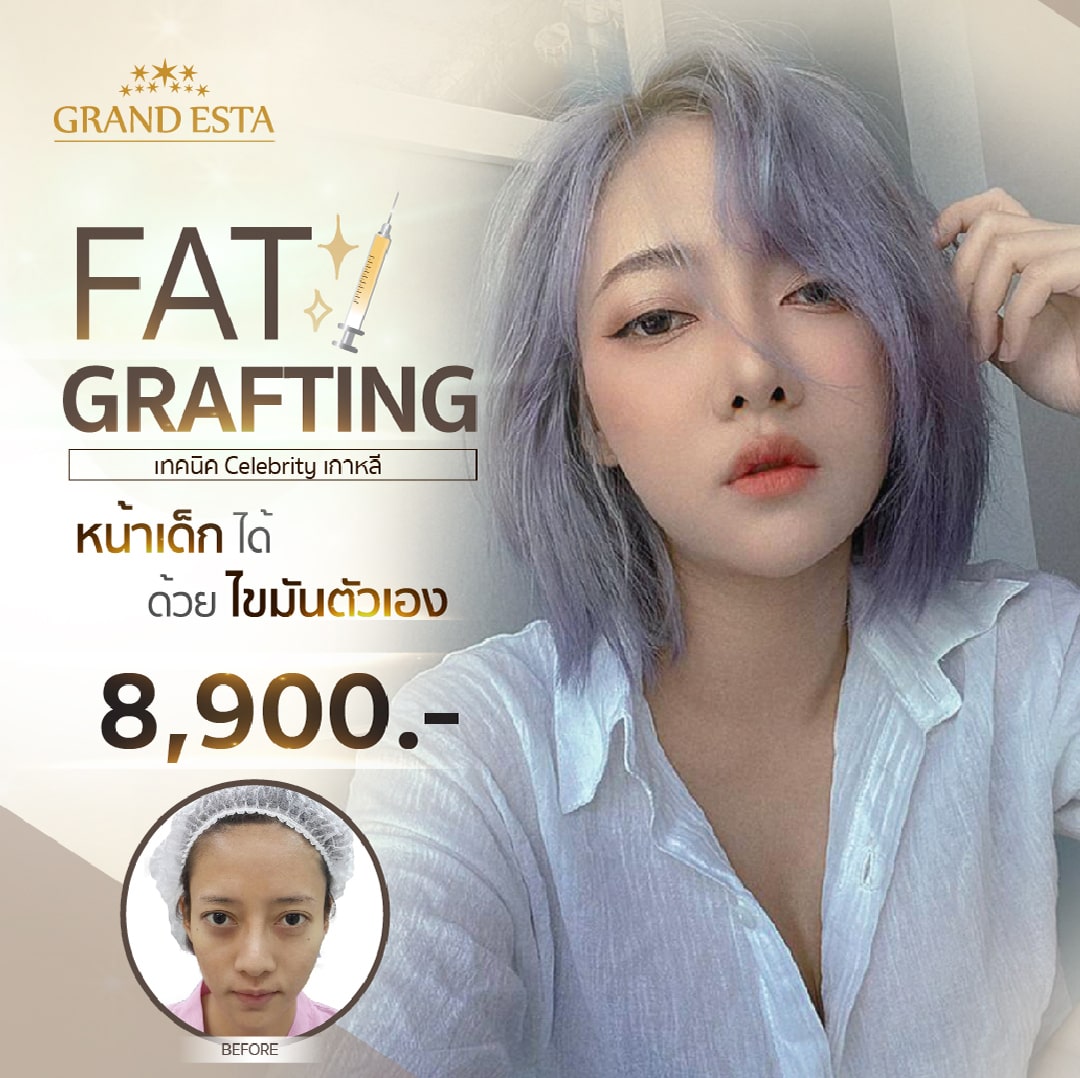 GRAND ESTA
FAT
GRAFTING
เทคนิค Celebrity เกาหลี
หน้าเด็ก ได้
ด้วย ไขมันตัวเอง
8,900.-
BEFORE